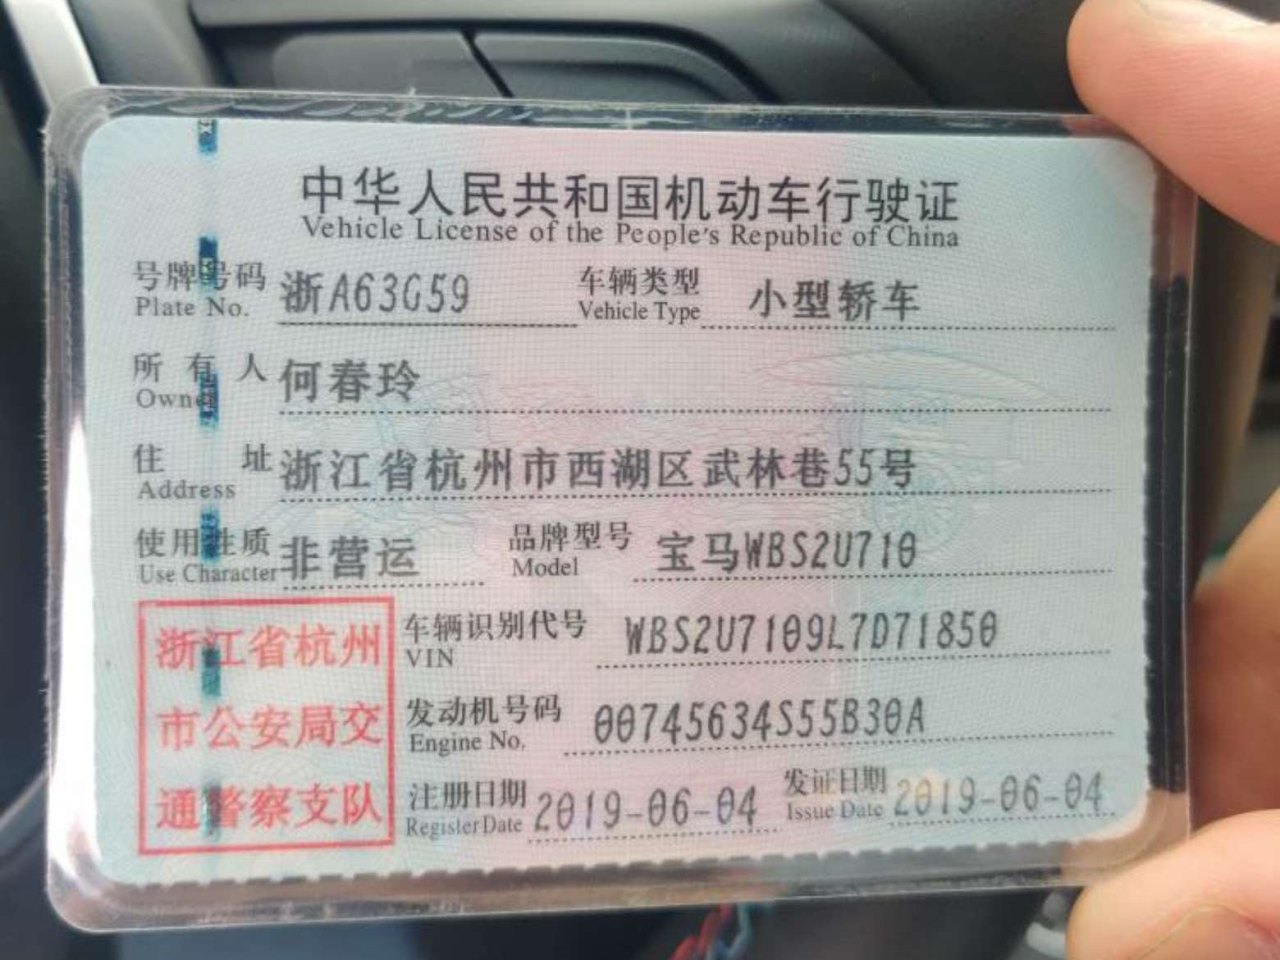 中华人民共和国机动车行驶证
Vehicle License of the People's Republic of China
号牌号码 浙A63G59 车辆类型 小型轿车
Plate No. Vehicle Type
所有人 何春玲
Owner
住址 浙江省杭州市西湖区武林巷55号
Address
使用性质 非营运 品牌型号 宝马WBS2U710
Use Character Model
浙江省杭州
市公安局交
通警察支队
车辆识别代号 WBS2U7109L7D71850
VIN
发动机号码 00745634S55B30A
Engine No.
注册日期 2019-06-04 发证日期 2019-06-04
Register Date Issue Date